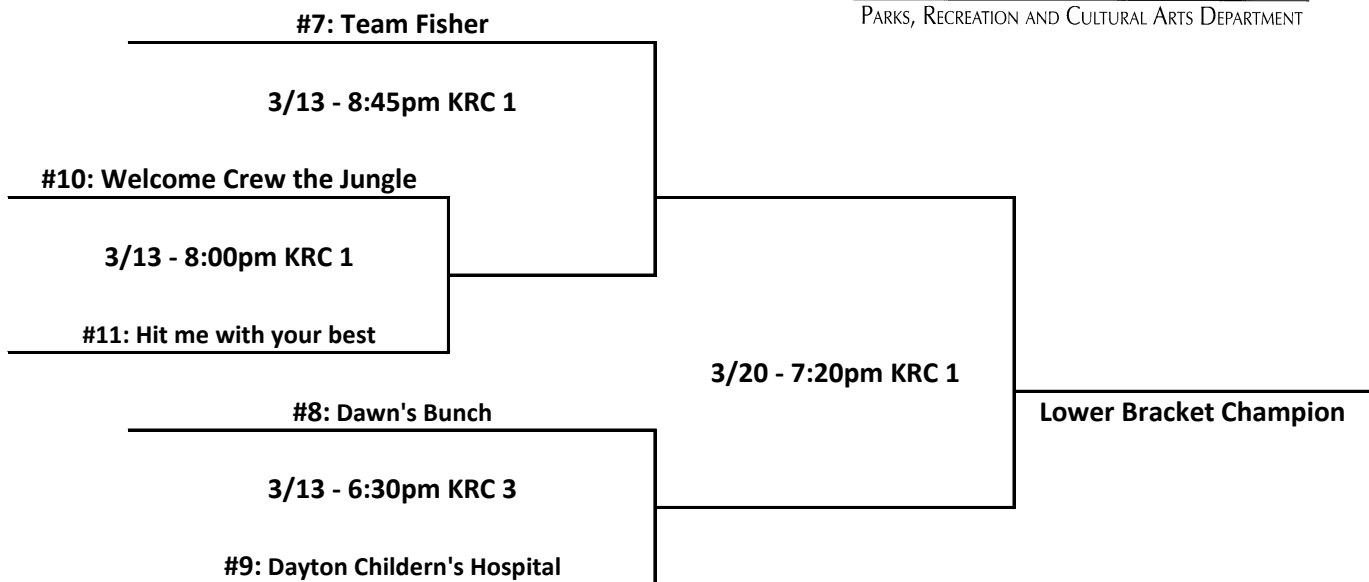 PARKS, RECREATION AND CULTURAL ARTS DEPARTMENT
#7: Team Fisher
3/13 - 8:45pm KRC 1
#10: Welcome Crew the Jungle
3/13 - 8:00pm KRC 1
#11: Hit me with your best
3/20 - 7:20pm KRC 1
#8: Dawn's Bunch
Lower Bracket Champion
3/13 - 6:30pm KRC 3
#9: Dayton Childern's Hospital